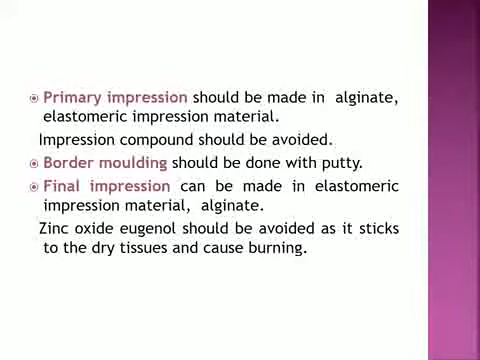 Primary impression should be made in alginate,
elastomeric impression material.
Impression compound should be avoided.
Border moulding should be done with putty.
Final impression can be made in elastomeric
impression material, alginate.
Zinc oxide eugenol should be avoided as it sticks
to the dry tissues and cause burning.